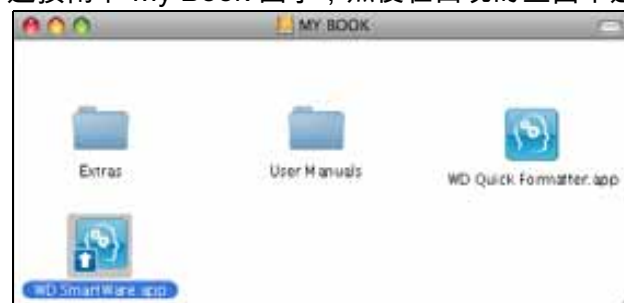 MY BOOK
Extras
User Manuals
WD Quick Formatter.app
WD SmartWare.app